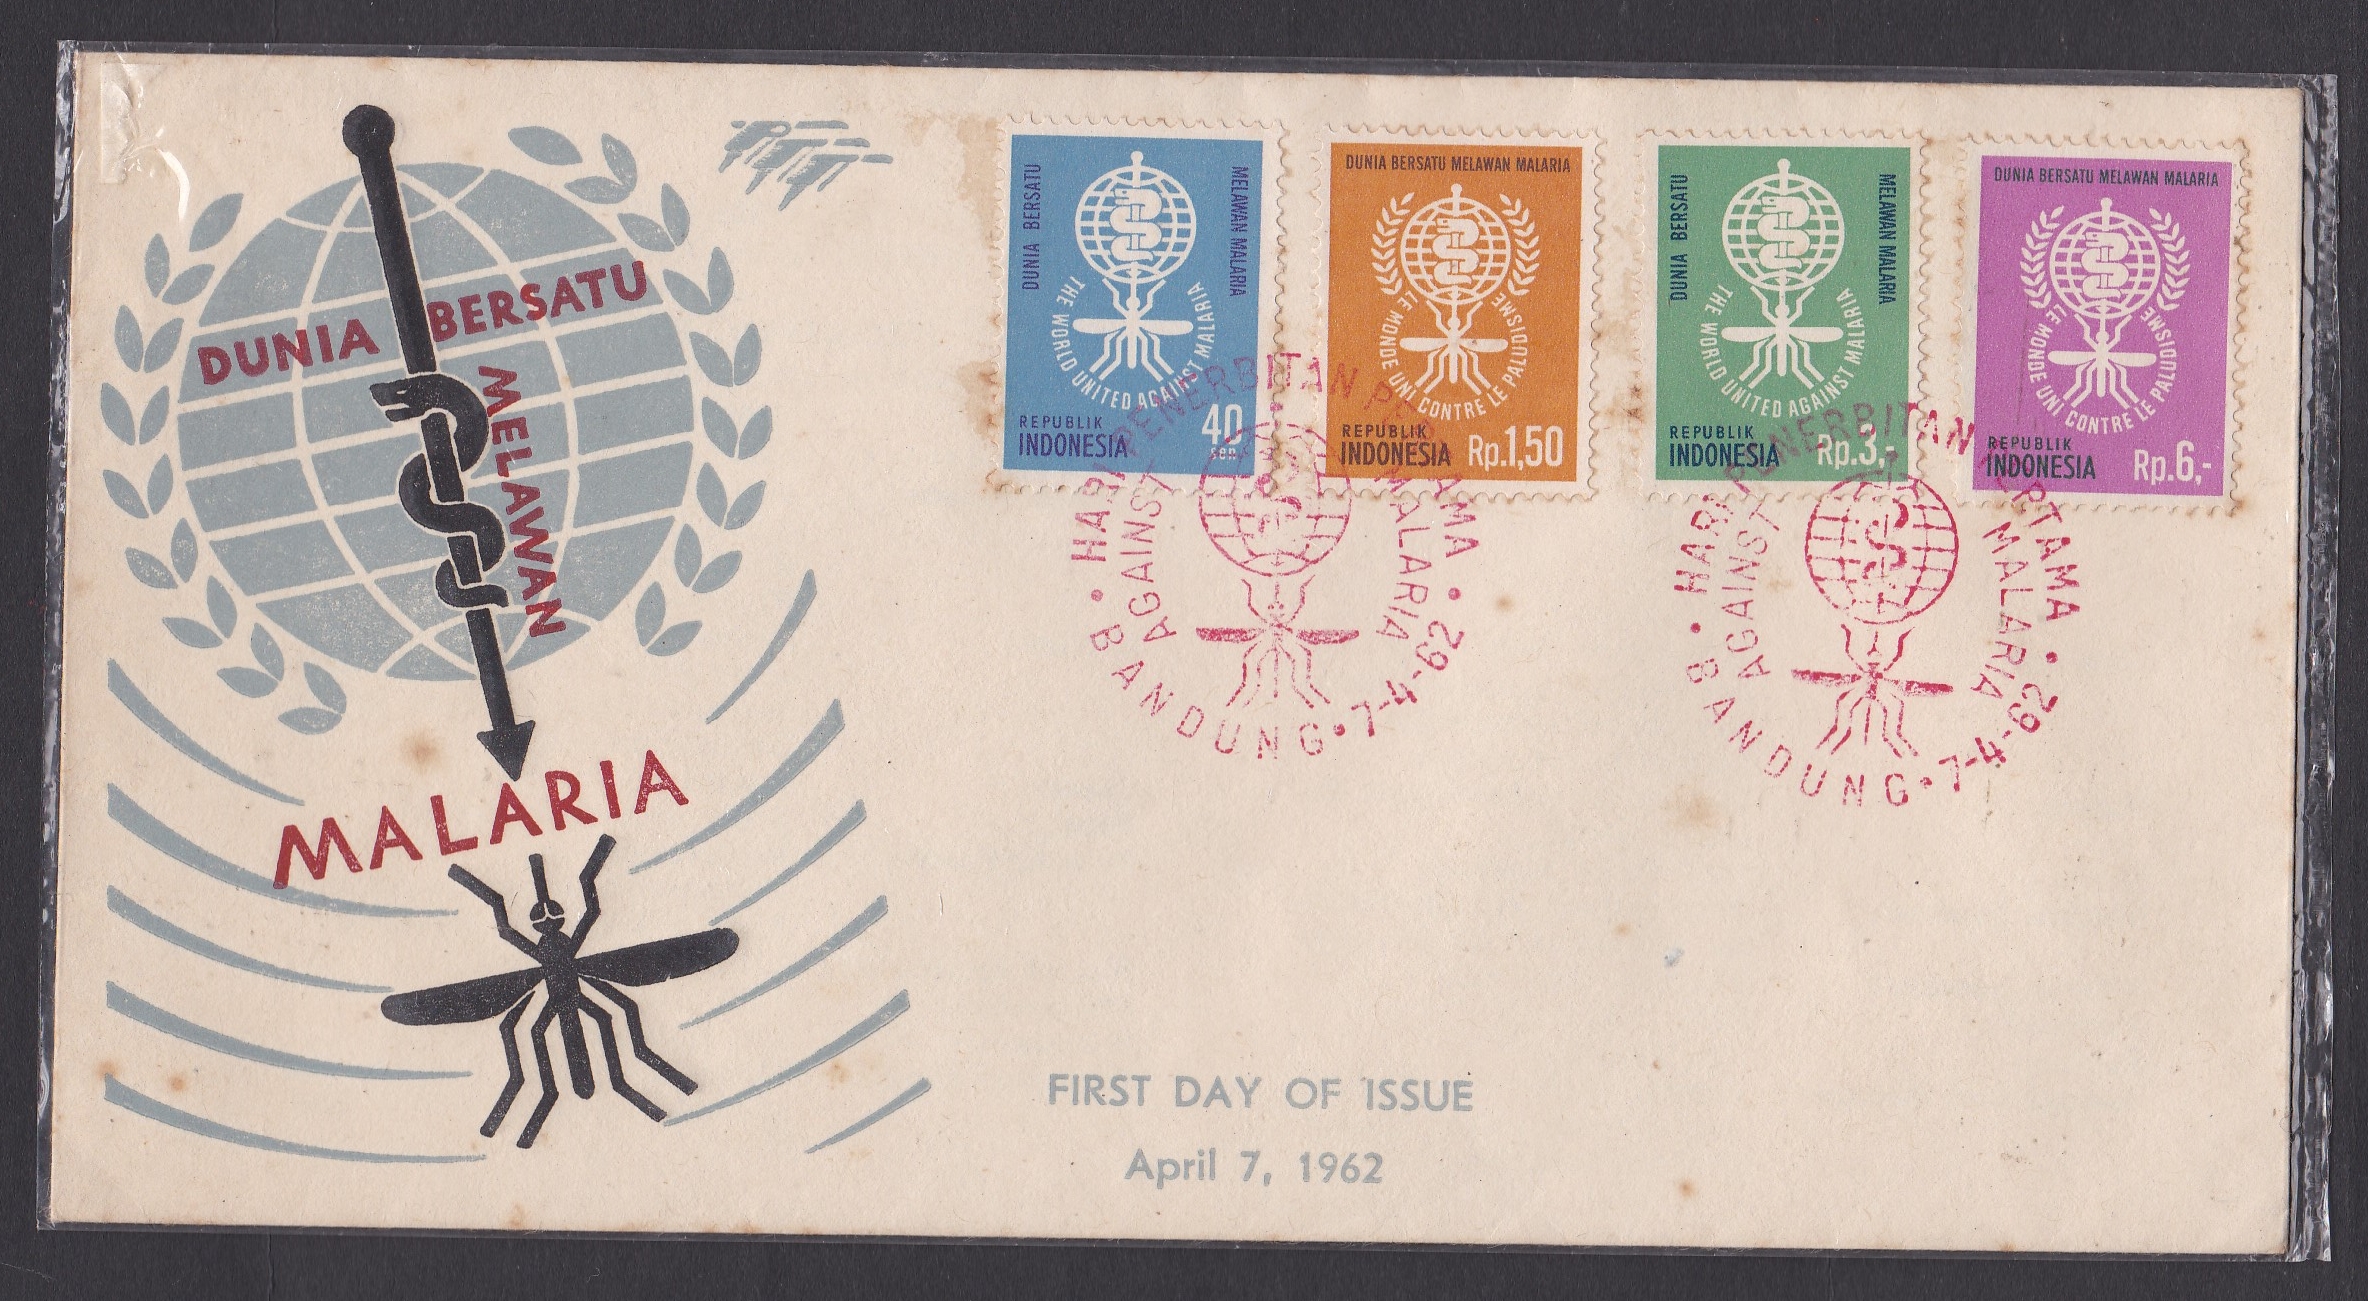 DUNIA BERSATU
MELAWAN
MALARIA
DUNIA BERSATU
MELAWAN MALARIA
THE WORLD UNITED AGAINST MALARIA
REPUBLIK
INDONESIA
40
sen
DUNIA BERSATU MELAWAN MALARIA
LE MONDE UNI CONTRE LE PALUDISME
REPUBLIK
INDONESIA
Rp.1,50
DUNIA BERSATU
MELAWAN MALARIA
THE WORLD UNITED AGAINST MALARIA
REPUBLIK
INDONESIA
Rp.3,-
DUNIA BERSATU MELAWAN MALARIA
LE MONDE UNI CONTRE LE PALUDISME
REPUBLIK
INDONESIA
Rp.6,-
HARI PENERBITAN PERTAMA
AGAINST MALARIA
BANDUNG • 7-4-62
HARI PENERBITAN PERTAMA
AGAINST MALARIA
BANDUNG • 7-4-62
FIRST DAY OF ISSUE
April 7, 1962